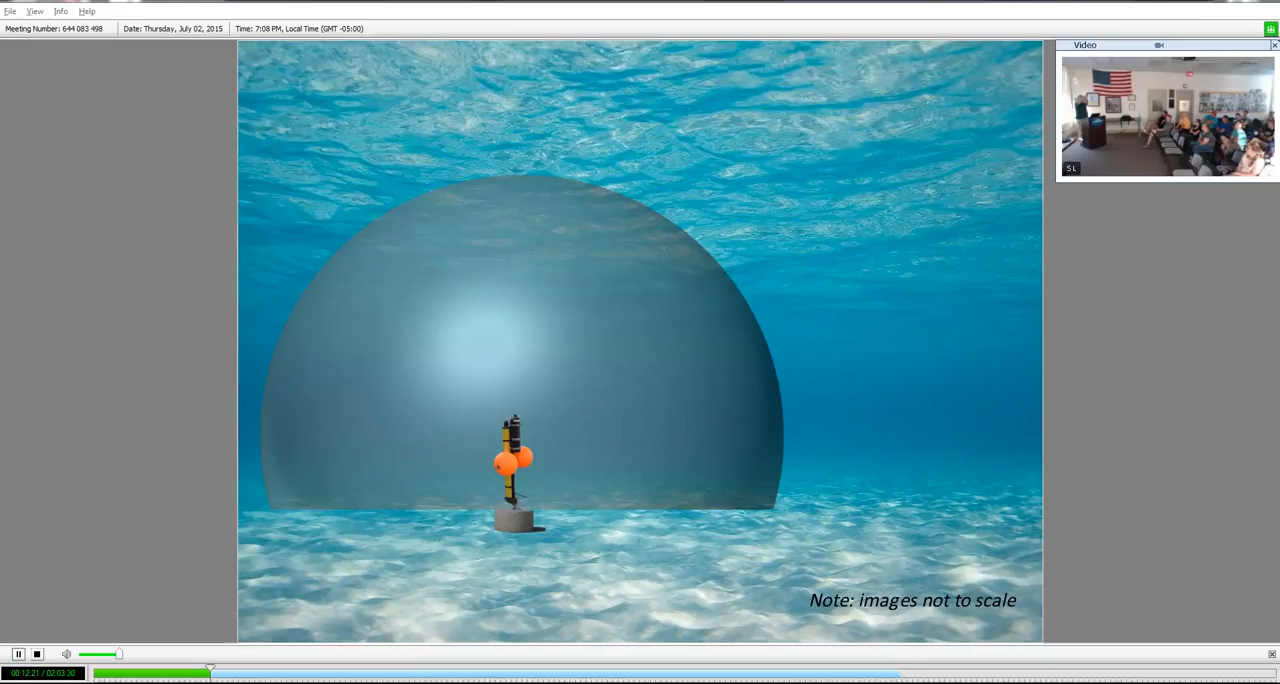 File View Info Help
Meeting Number: 644 083 498 Date: Thursday, July 02, 2015 Time: 7:08 PM, Local Time (GMT -05:00)
Video
S L
Note: images not to scale
00:12:21 / 02:03:30